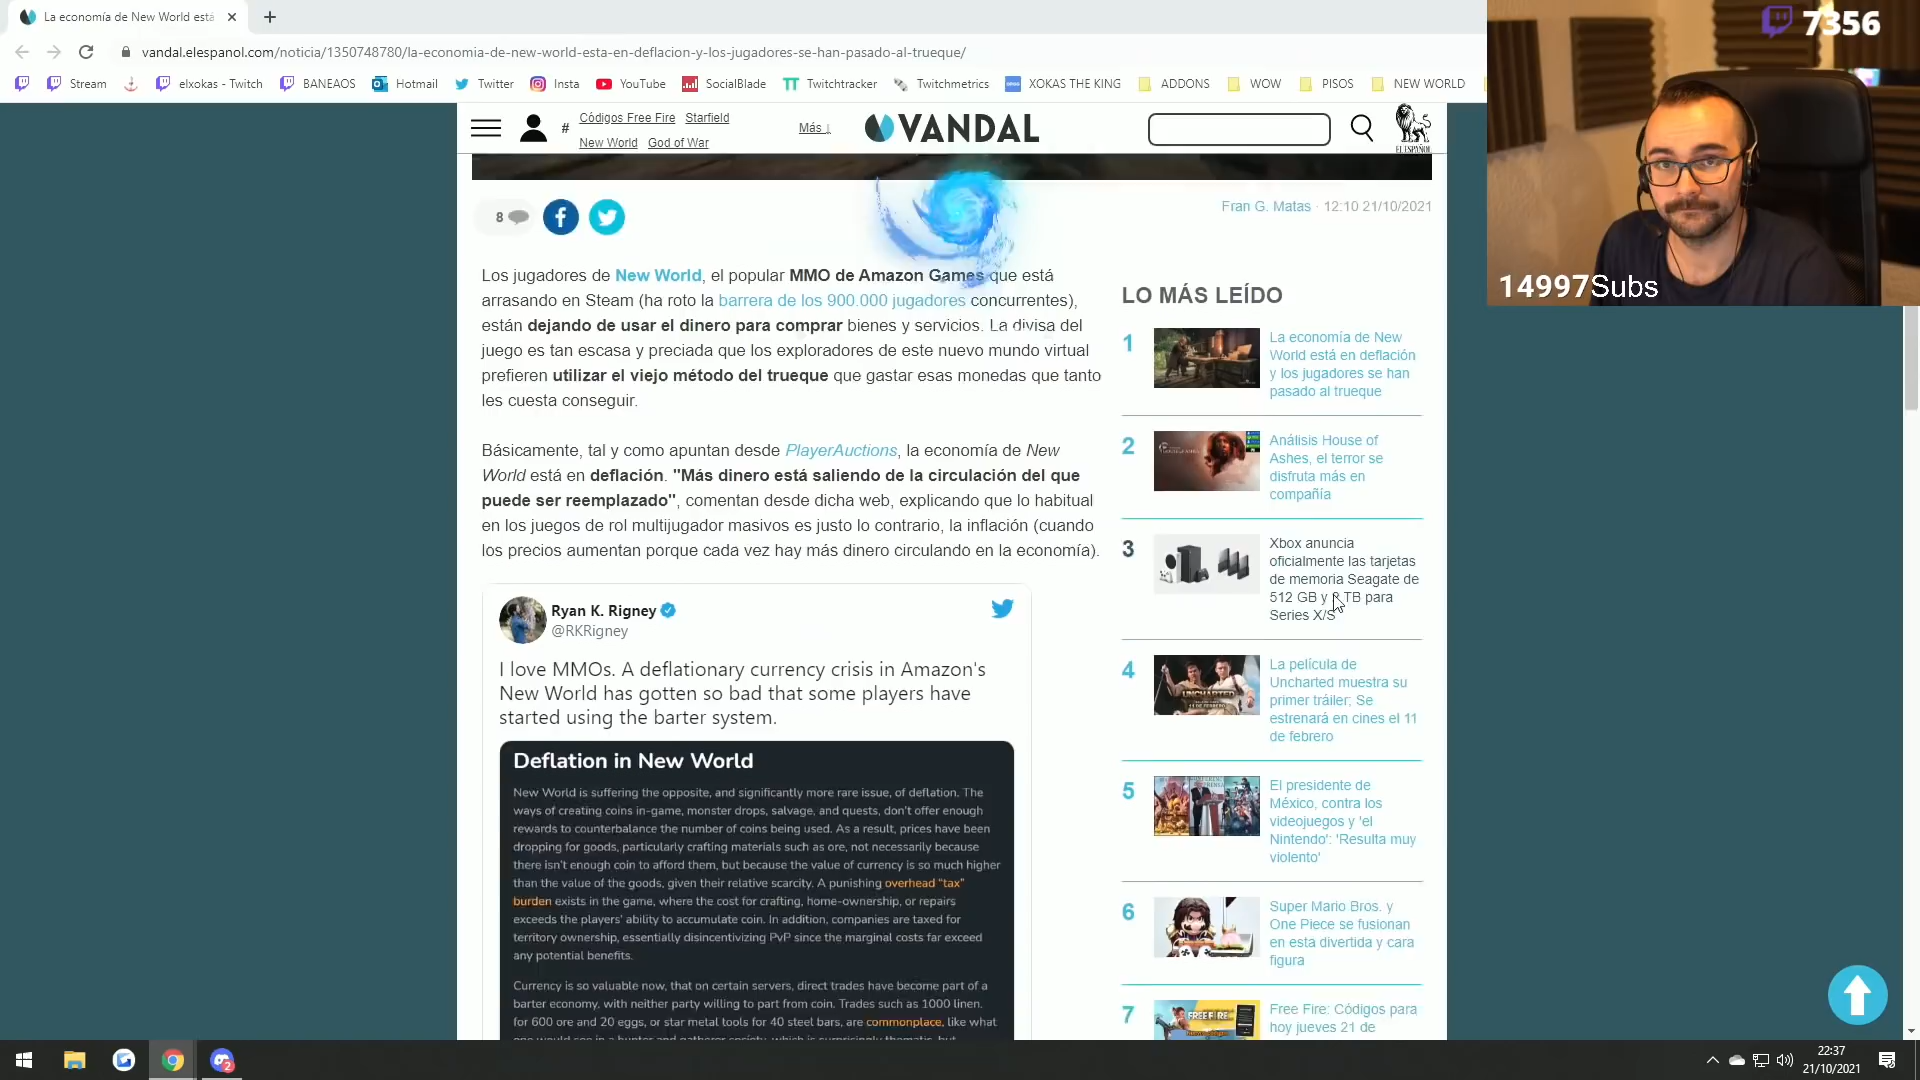 La economía de New World está
vandal.elespanol.com/noticia/1350748780/la-economia-de-new-world-esta-en-deflacion-y-los-jugadores-se-han-pasado-al-trueque/
Stream
elxokas - Twitch
BANEAOS
Hotmail
Twitter
Insta
YouTube
SocialBlade
Twitchtracker
Twitchmetrics
XOKAS THE KING
ADDONS
WOW
PISOS
NEW WORLD
7356
14997Subs
# Códigos Free Fire Starfield
New World God of War
Más ↓
VANDAL
EL ESPAÑOL
8
Fran G. Matas · 12:10 21/10/2021
Los jugadores de New World, el popular MMO de Amazon Games que está
arrasando en Steam (ha roto la barrera de los 900.000 jugadores concurrentes),
están dejando de usar el dinero para comprar bienes y servicios. La divisa del
juego es tan escasa y preciada que los exploradores de este nuevo mundo virtual
prefieren utilizar el viejo método del trueque que gastar esas monedas que tanto
les cuesta conseguir.
Básicamente, tal y como apuntan desde PlayerAuctions, la economía de New
World está en deflación. "Más dinero está saliendo de la circulación del que
puede ser reemplazado", comentan desde dicha web, explicando que lo habitual
en los juegos de rol multijugador masivos es justo lo contrario, la inflación (cuando
los precios aumentan porque cada vez hay más dinero circulando en la economía).
Ryan K. Rigney
@RKRigney
I love MMOs. A deflationary currency crisis in Amazon's
New World has gotten so bad that some players have
started using the barter system.
Deflation in New World
New World is suffering the opposite, and significantly more rare issue, of deflation. The
ways of creating coins in-game, monster drops, salvage, and quests, don't offer enough
rewards to counterbalance the number of coins being used. As a result, prices have been
dropping for goods, particularly crafting materials such as ore, not necessarily because
there isn't enough coin to afford them, but because the value of currency is so much higher
than the value of the goods, given their relative scarcity. A punishing overhead "tax"
burden exists in the game, where the cost for crafting, home-ownership, or repairs
exceeds the players' ability to accumulate coin. In addition, companies are taxed for
territory ownership, essentially disincentivizing PvP since the marginal costs far exceed
any potential benefits.
Currency is so valuable now, that on certain servers, direct trades have become part of a
barter economy, with neither party willing to part from coin. Trades such as 1000 linen.
for 600 ore and 20 eggs, or star metal tools for 40 steel bars, are commonplace, like what
LO MÁS LEÍDO
1
La economía de New
World está en deflación
y los jugadores se han
pasado al trueque
2
Análisis House of
Ashes, el terror se
disfruta más en
compañía
3
Xbox anuncia
oficialmente las tarjetas
de memoria Seagate de
512 GB y 2 TB para
Series X/S
4
UNCHARTED
La película de
Uncharted muestra su
primer tráiler; Se
estrenará en cines el 11
de febrero
5
El presidente de
México, contra los
videojuegos y 'el
Nintendo': 'Resulta muy
violento'
6
Super Mario Bros. y
One Piece se fusionan
en esta divertida y cara
figura
7
FREE FIRE
Free Fire: Códigos para
hoy jueves 21 de
2
22:37
21/10/2021